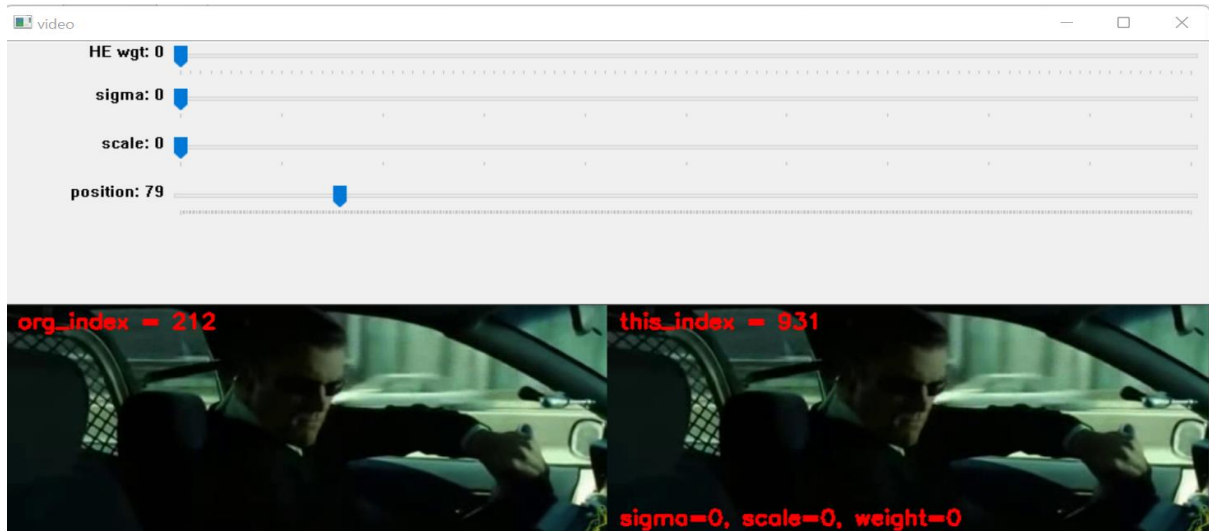 video
HE wgt: 0
sigma: 0
scale: 0
position: 79
org_index = 212
this_index = 931
sigma=0, scale=0, weight=0